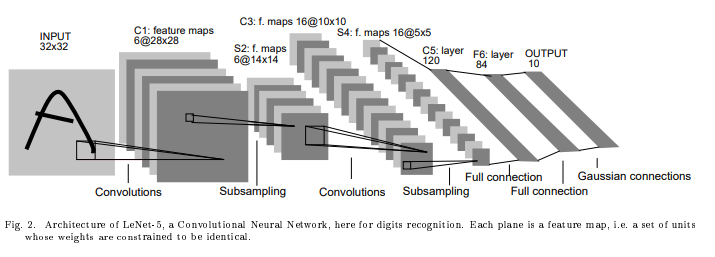 INPUT
32x32
C1: feature maps
6@28x28
S2: f. maps
6@14x14
C3: f. maps 16@10x10
S4: f. maps 16@5x5
C5: layer
120
F6: layer
84
OUTPUT
10
Convolutions
Subsampling
Convolutions
Subsampling
Full connection
Full connection
Gaussian connections
Fig. 2. Architecture of LeNet-5, a Convolutional Neural Network, here for digits recognition. Each plane is a feature map, i.e. a set of units
whose weights are constrained to be identical.